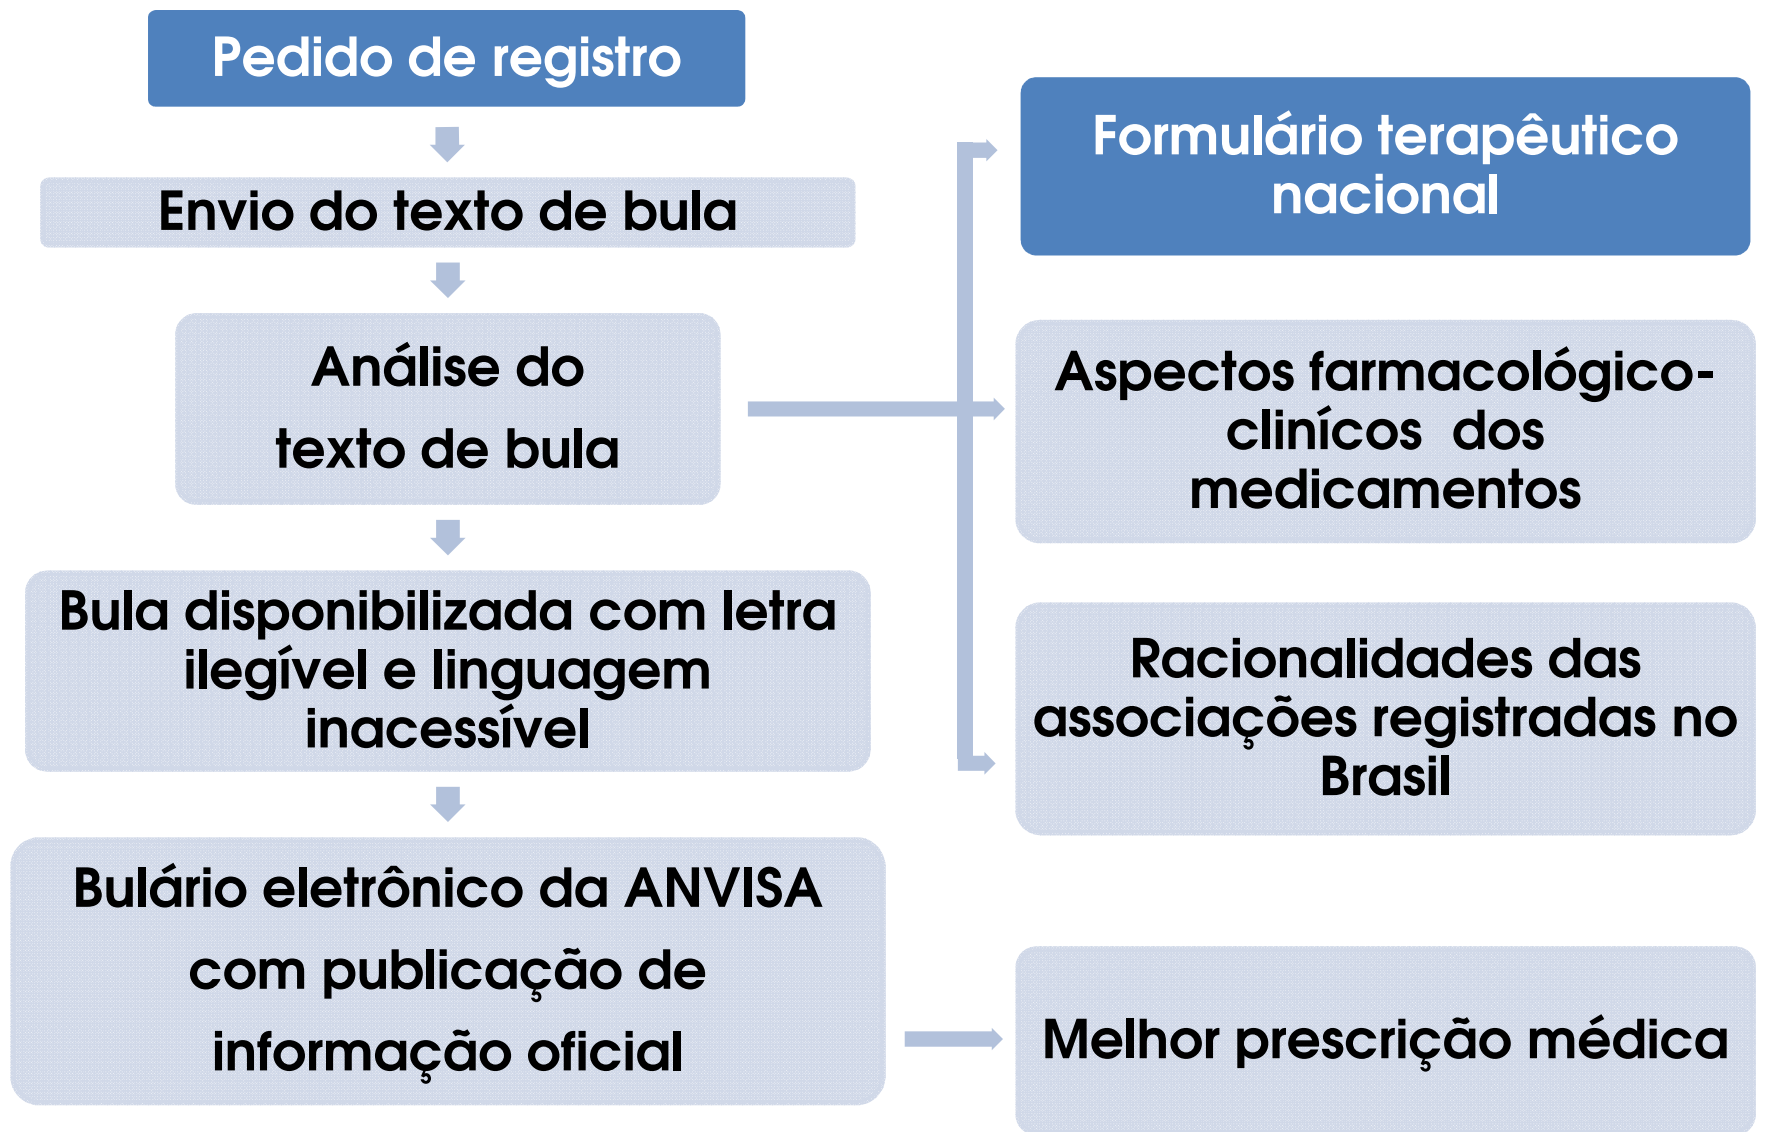 Pedido de registro
Envio do texto de bula
Análise do
texto de bula
Bula disponibilizada com letra
ilegível e linguagem
inacessível
Bulário eletrônico da ANVISA
com publicação de
informação oficial
Formulário terapêutico
nacional
Aspectos farmacológico-
clinícos dos
medicamentos
Racionalidades das
associações registradas no
Brasil
Melhor prescrição médica